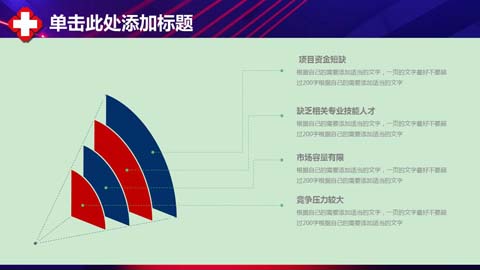 单击此处添加标题
项目资金短缺
根据自己的需要添加适当的文字，一页的文字量好不要超
过200字根据自己的需要添加适当的文字
缺乏相关专业技能人才
根据自己的需要添加适当的文字，一页的文字量好不要超
过200字根据自己的需要添加适当的文字
市场容量有限
根据自己的需要添加适当的文字，一页的文字量好不要超
过200字根据自己的需要添加适当的文字
竞争压力较大
根据自己的需要添加适当的文字，一页的文字量好不要超
过200字根据自己的需要添加适当的文字